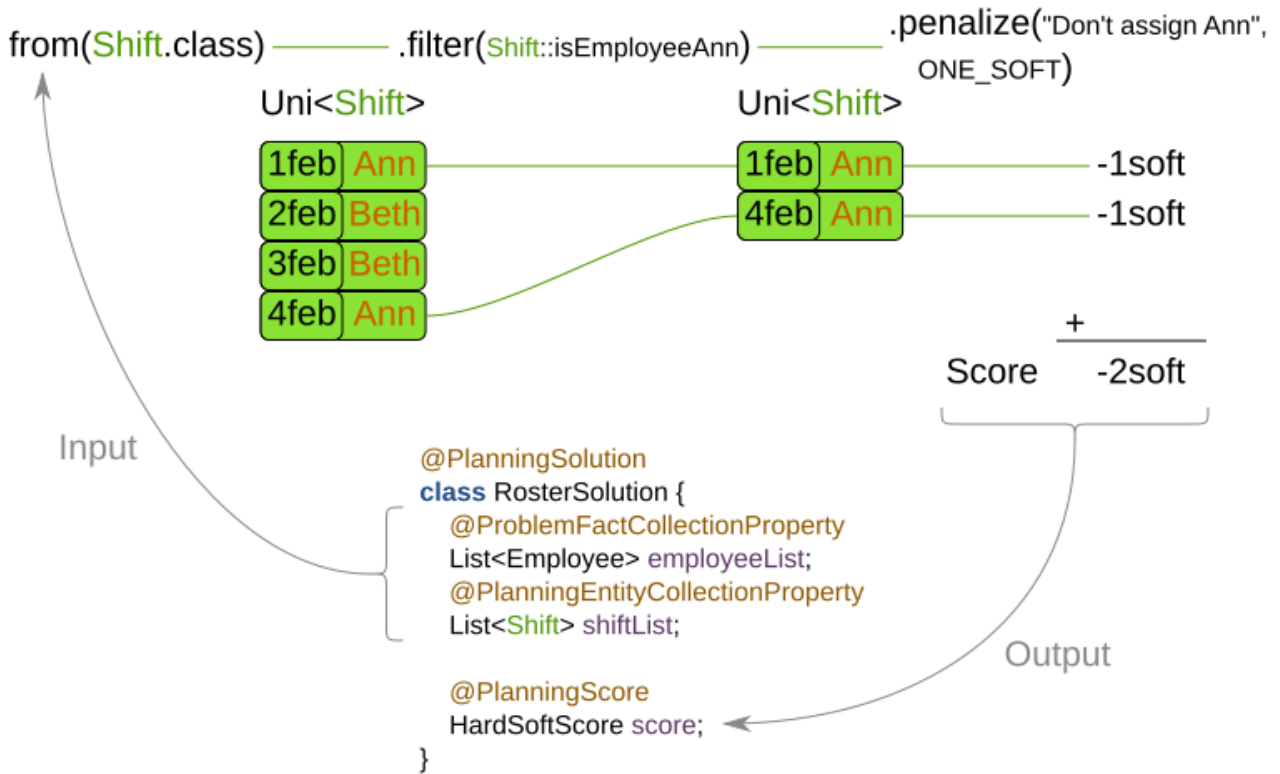 from(Shift.class) .filter(Shift::isEmployeeAnn) .penalize("Don't assign Ann",
ONE_SOFT)
Uni<Shift> Uni<Shift>
1feb Ann 1feb Ann -1soft
2feb Beth 4feb Ann -1soft
3feb Beth
4feb Ann
+
Score -2soft
Input
@PlanningSolution
class RosterSolution {
@ProblemFactCollectionProperty
List<Employee> employeeList;
@PlanningEntityCollectionProperty
List<Shift> shiftList;
Output
@PlanningScore
HardSoftScore score;
}